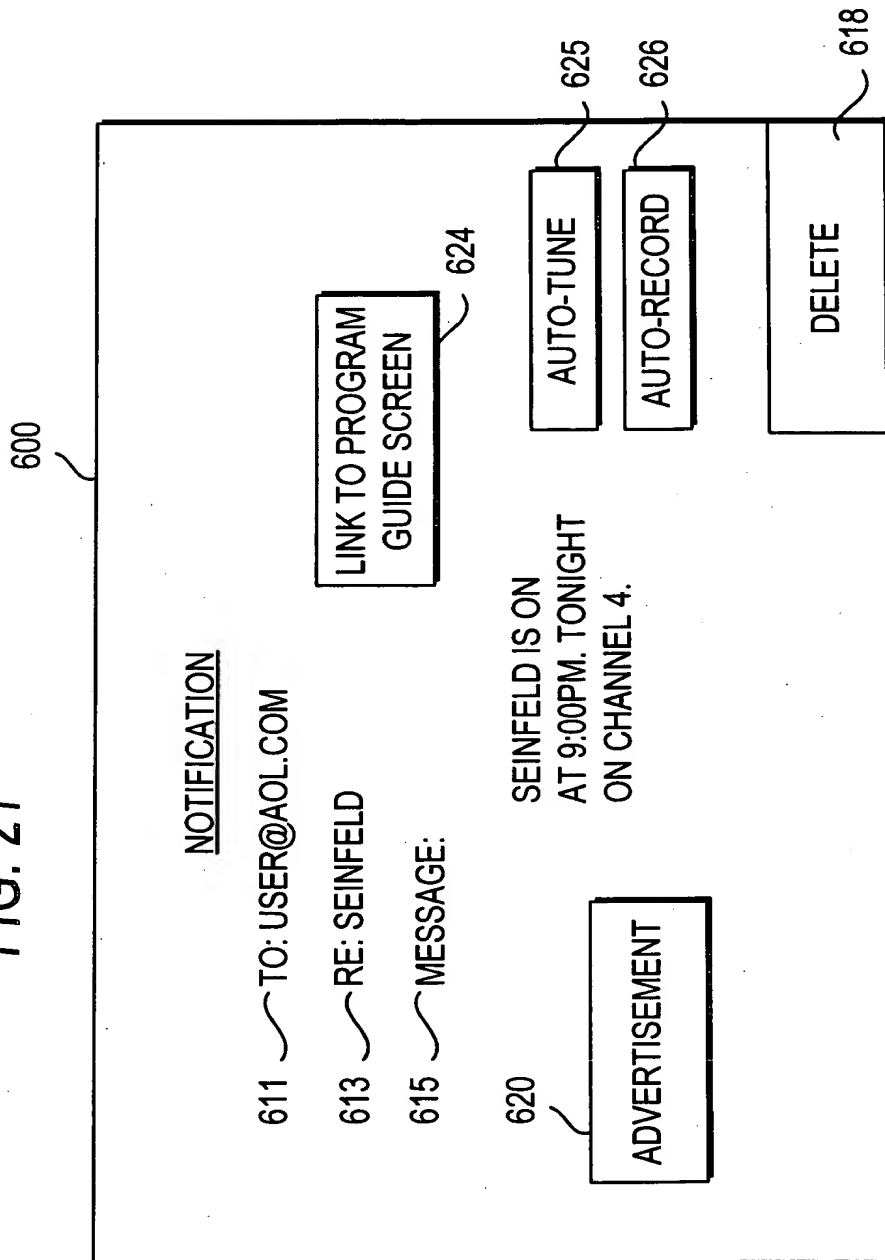 FIG. 21
600
NOTIFICATION
611 TO: USER@AOL.COM
613 RE: SEINFELD
LINK TO PROGRAM
GUIDE SCREEN
624
615 MESSAGE:
SEINFELD IS ON
AT 9:00PM. TONIGHT
ON CHANNEL 4.
AUTO-TUNE
625
AUTO-RECORD
626
620
ADVERTISEMENT
DELETE
618